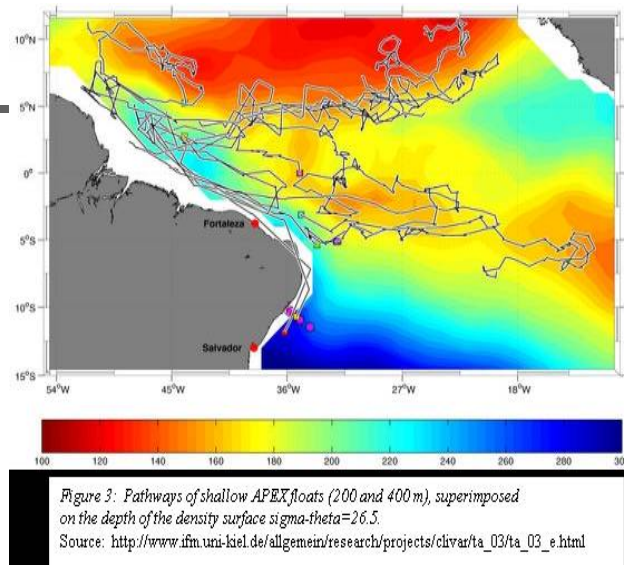 10°N
5°N
0°
5°S
10°S
15°S
Fortaleza
Salvador
54°W 45°W 36°W 27°W 18°W
100 120 140 160 180 200 220 240 260 280 30
Figure 3: Pathways of shallow APEX floats (200 and 400 m), superimposed
on the depth of the density surface sigma-theta=26.5.
Source: http://www.ifm.uni-kiel.de/allgemein/research/projects/clivar/ta_03/ta_03_e.html